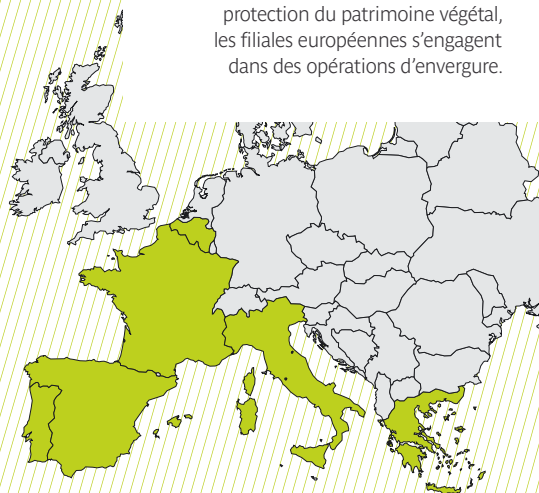 protection du patrimoine végétal,
les filiales européennes s’engagent
dans des opérations d’envergure.